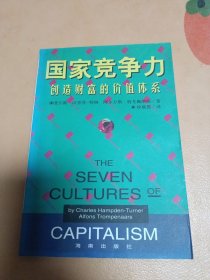 国家竞争力
创造财富的价值体系
THE
SEVEN
CULTURES OF
by Charles Hampden-Turner
Alfons Trompenaars
CAPITALISM
海南出版社